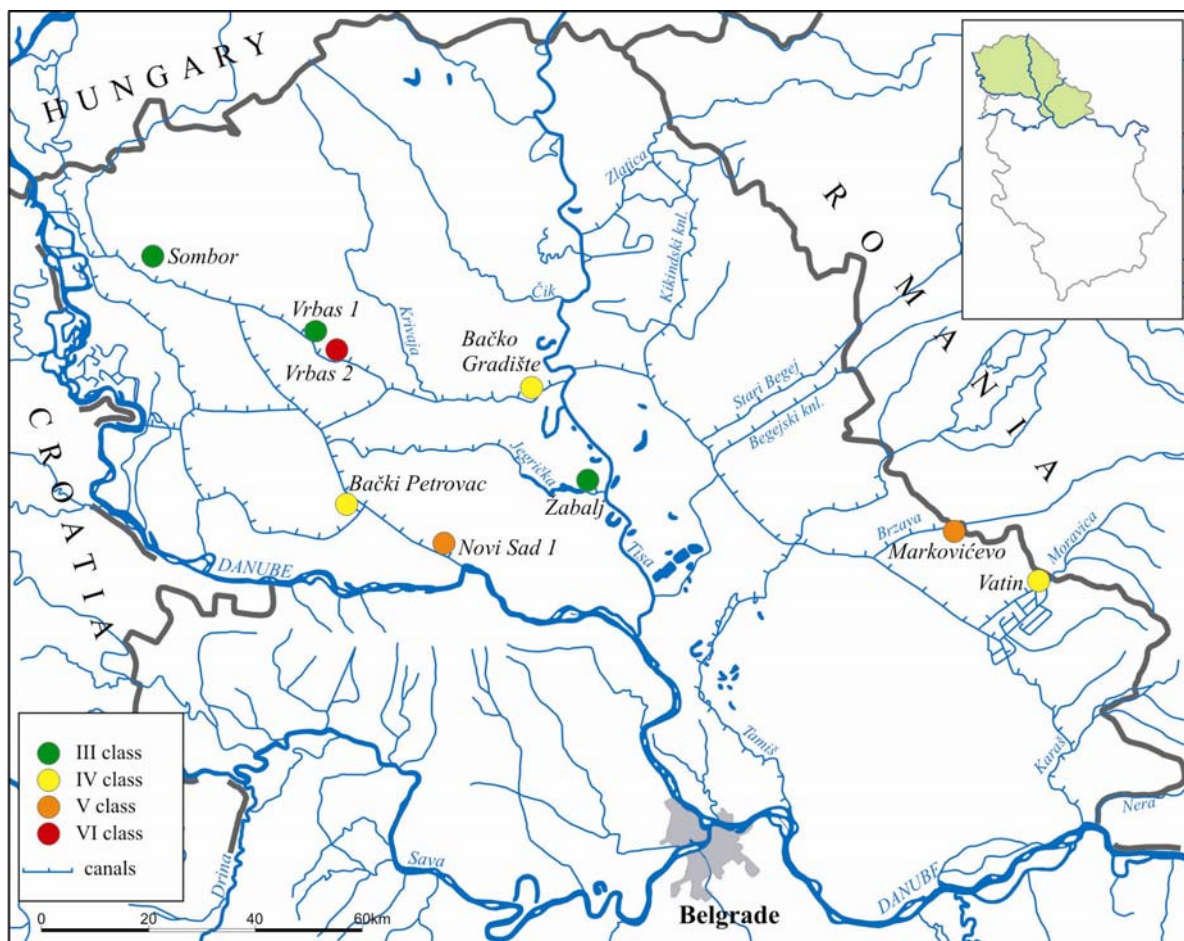 HUNGARY
ROMANIA
CROATIA
Zlatica
Kikindski knl.
Sombor
Čik
Vrbas 1
Krivaja
Bačko
Gradište
Vrbas 2
Stari Begej
Begejski knl.
Jegrička
Bački Petrovac
Žabalj
Novi Sad 1
Tisa
Brzava
Markovićevo
Moravica
Vatin
DANUBE
III class
IV class
V class
VI class
canals
Tamiš
Karaš
Nera
Drina
Sava
DANUBE
Belgrade
0 20 40 60km